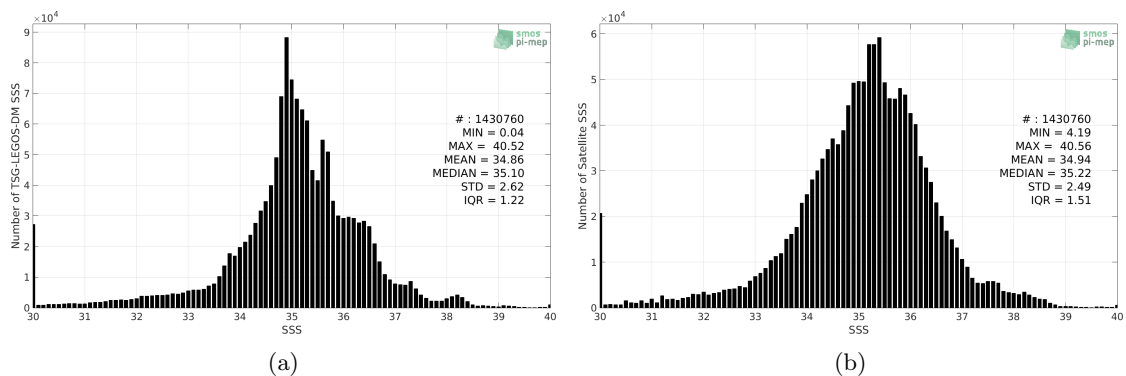 ×10⁴
9
8
7
6
5
4
3
2
1
0
30 31 32 33 34 35 36 37 38 39 40
SSS
Number of TSG-LEGOS-DM SSS
smos
pi-mep
# : 1430760
MIN = 0.04
MAX = 40.52
MEAN = 34.86
MEDIAN = 35.10
STD = 2.62
IQR = 1.22
(a)
×10⁴
6
5
4
3
2
1
0
30 31 32 33 34 35 36 37 38 39 40
SSS
Number of Satellite SSS
smos
pi-mep
# : 1430760
MIN = 4.19
MAX = 40.56
MEAN = 34.94
MEDIAN = 35.22
STD = 2.49
IQR = 1.51
(b)